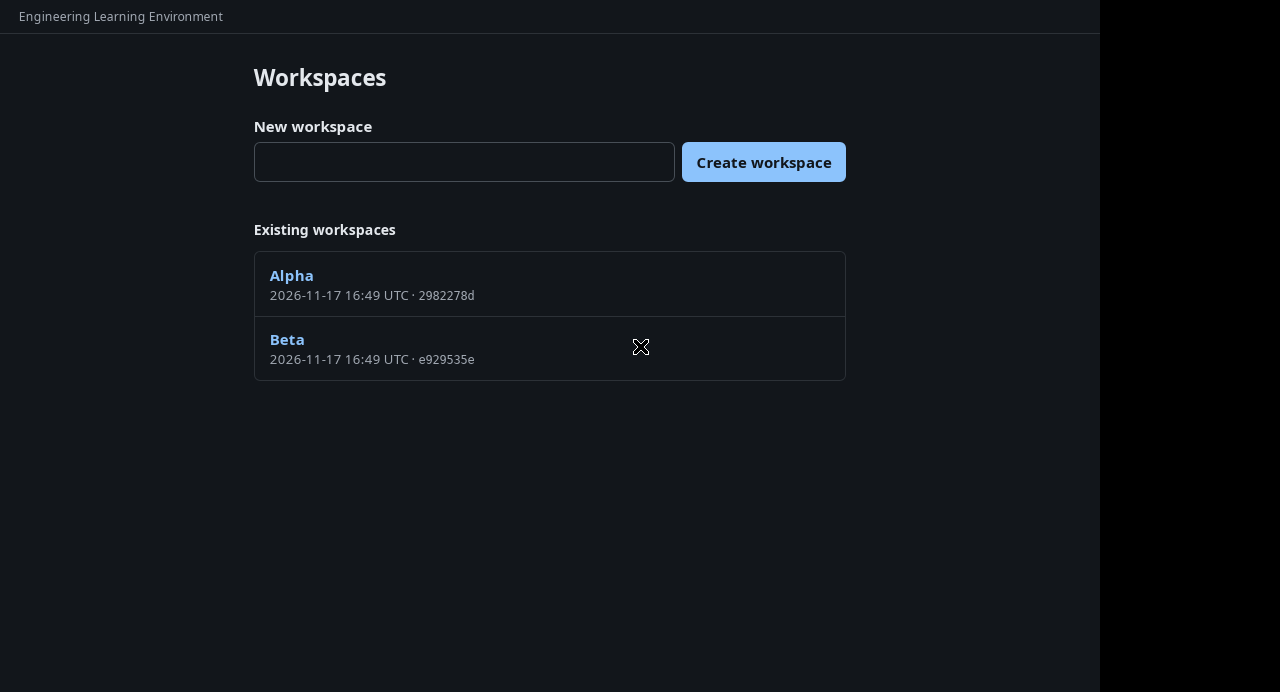 Engineering Learning Environment
Workspaces
New workspace
Create workspace
Existing workspaces
Alpha
2026-11-17 16:49 UTC · 2982278d
Beta
2026-11-17 16:49 UTC · e929535e